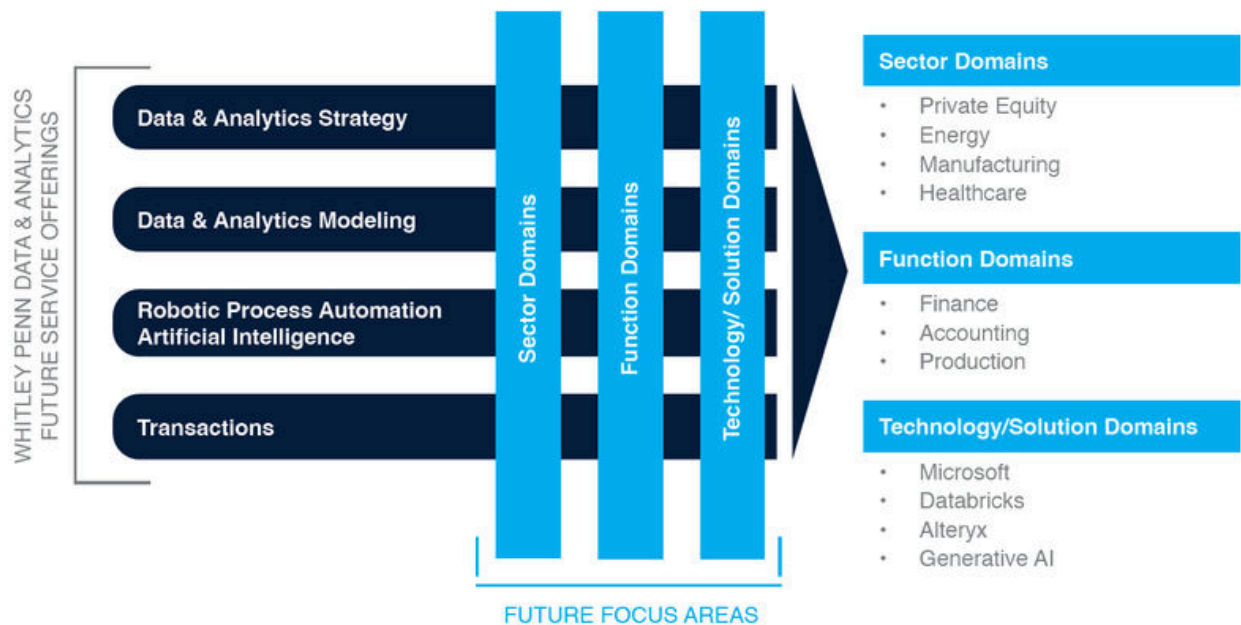 WHITLEY PENN DATA & ANALYTICS
FUTURE SERVICE OFFERINGS
Data & Analytics Strategy
Data & Analytics Modeling
Robotic Process Automation
Artificial Intelligence
Transactions
Sector Domains
Function Domains
Technology/ Solution Domains
FUTURE FOCUS AREAS
Sector Domains
• Private Equity
• Energy
• Manufacturing
• Healthcare
Function Domains
• Finance
• Accounting
• Production
Technology/Solution Domains
• Microsoft
• Databricks
• Alteryx
• Generative AI